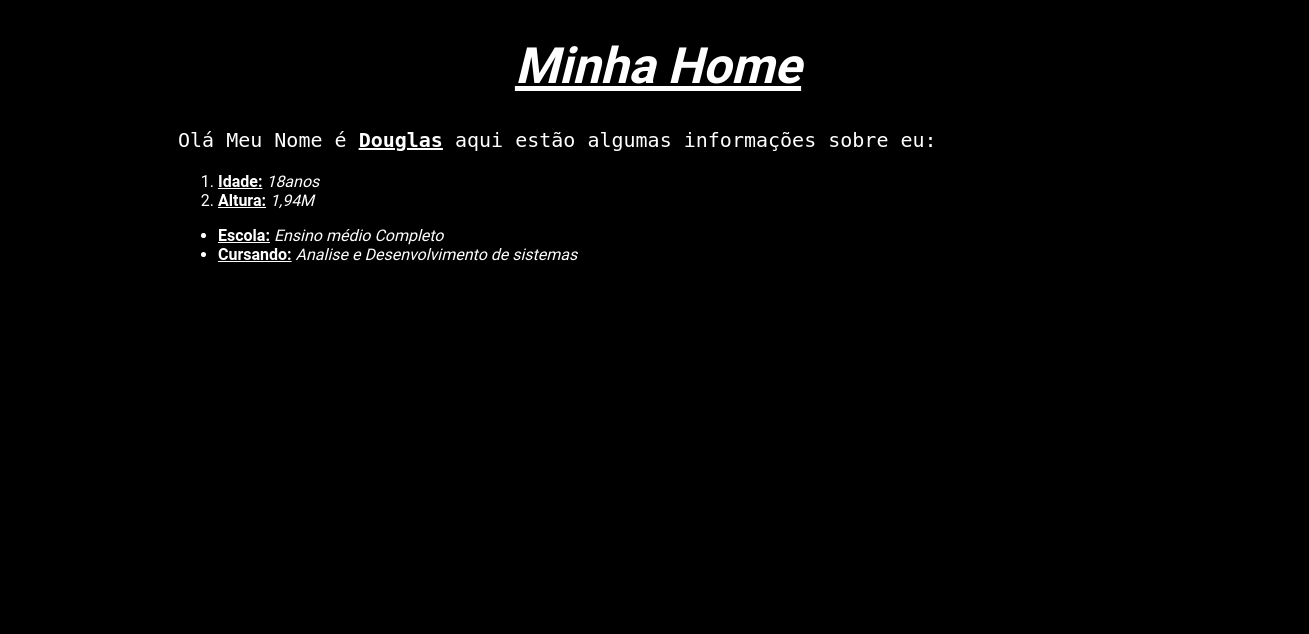 Minha Home
Olá Meu Nome é Douglas aqui estão algumas informações sobre eu:
1. Idade: 18anos
2. Altura: 1,94M
• Escola: Ensino médio Completo
• Cursando: Analise e Desenvolvimento de sistemas